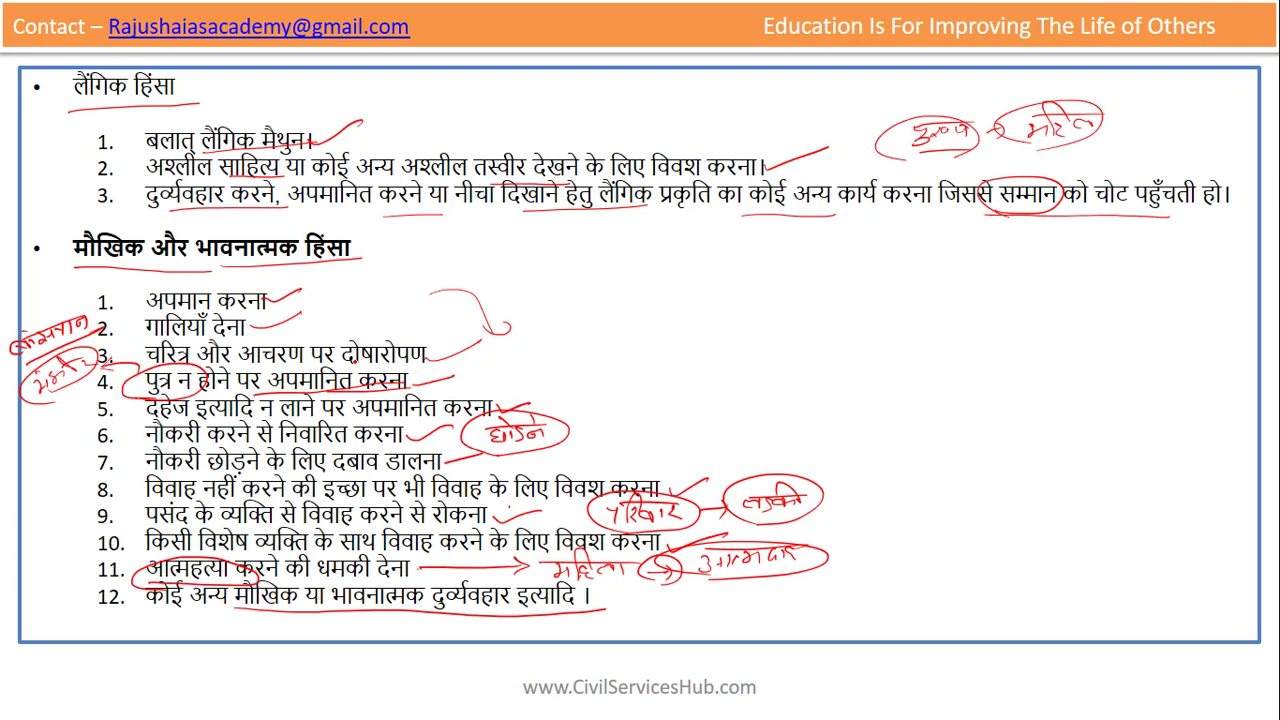 Contact – Rajushaiasacademy@gmail.com
Education Is For Improving The Life of Others
• लैंगिक हिंसा
1. बलात् लैंगिक मैथुन।
2. अश्लील साहित्य या कोई अन्य अश्लील तस्वीर देखने के लिए विवश करना।
3. दुर्व्यवहार करने, अपमानित करने या नीचा दिखाने हेतु लैंगिक प्रकृति का कोई अन्य कार्य करना जिससे सम्मान को चोट पहुँचती हो।
• मौखिक और भावनात्मक हिंसा
1. अपमान करना
2. गालियाँ देना
3. चरित्र और आचरण पर दोषारोपण
4. पुत्र न होने पर अपमानित करना
5. दहेज इत्यादि न लाने पर अपमानित करना
6. नौकरी करने से निवारित करना
छोडने
7. नौकरी छोड़ने के लिए दबाव डालना
8. विवाह नहीं करने की इच्छा पर भी विवाह के लिए विवश करना
9. पसंद के व्यक्ति से विवाह करने से रोकना
परिवार → लडकी
10. किसी विशेष व्यक्ति के साथ विवाह करने के लिए विवश करना
11. आत्महत्या करने की धमकी देना
महिला
12. कोई अन्य मौखिक या भावनात्मक दुर्व्यवहार इत्यादि ।
www.CivilServicesHub.com